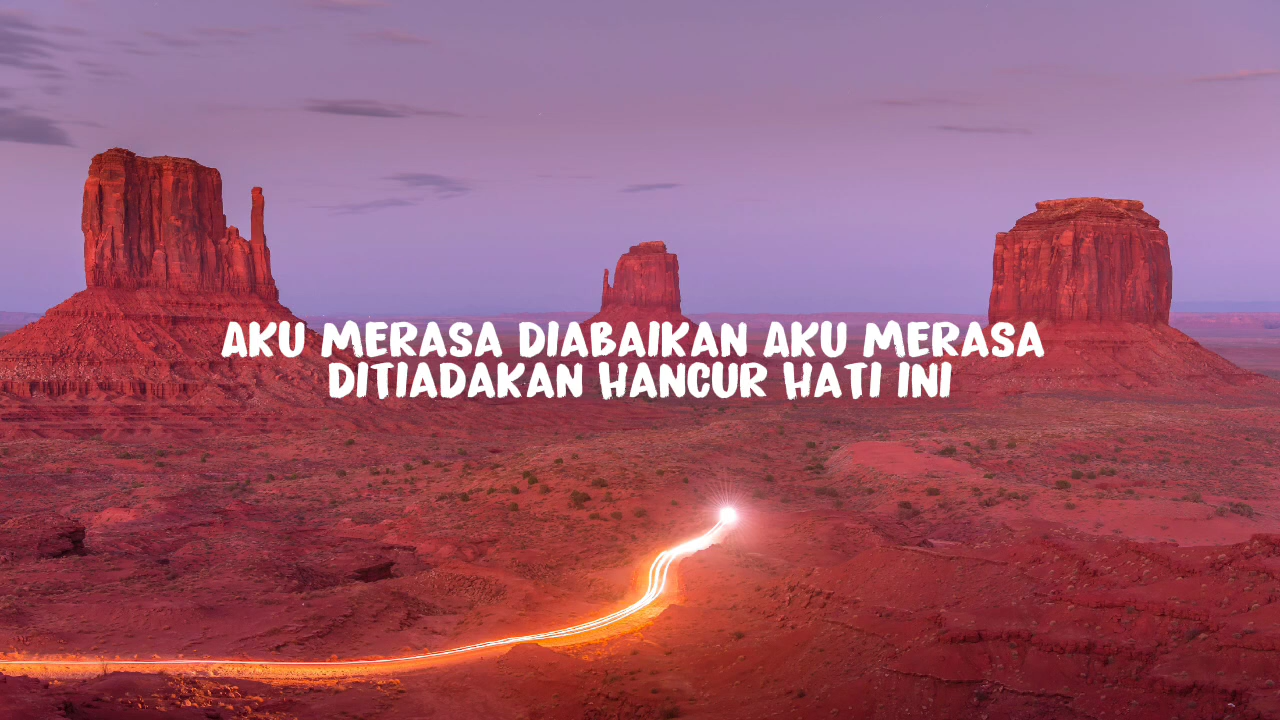 AKU MERASA DIABAIKAN AKU MERASA
DITIADAKAN HANCUR HATI INI